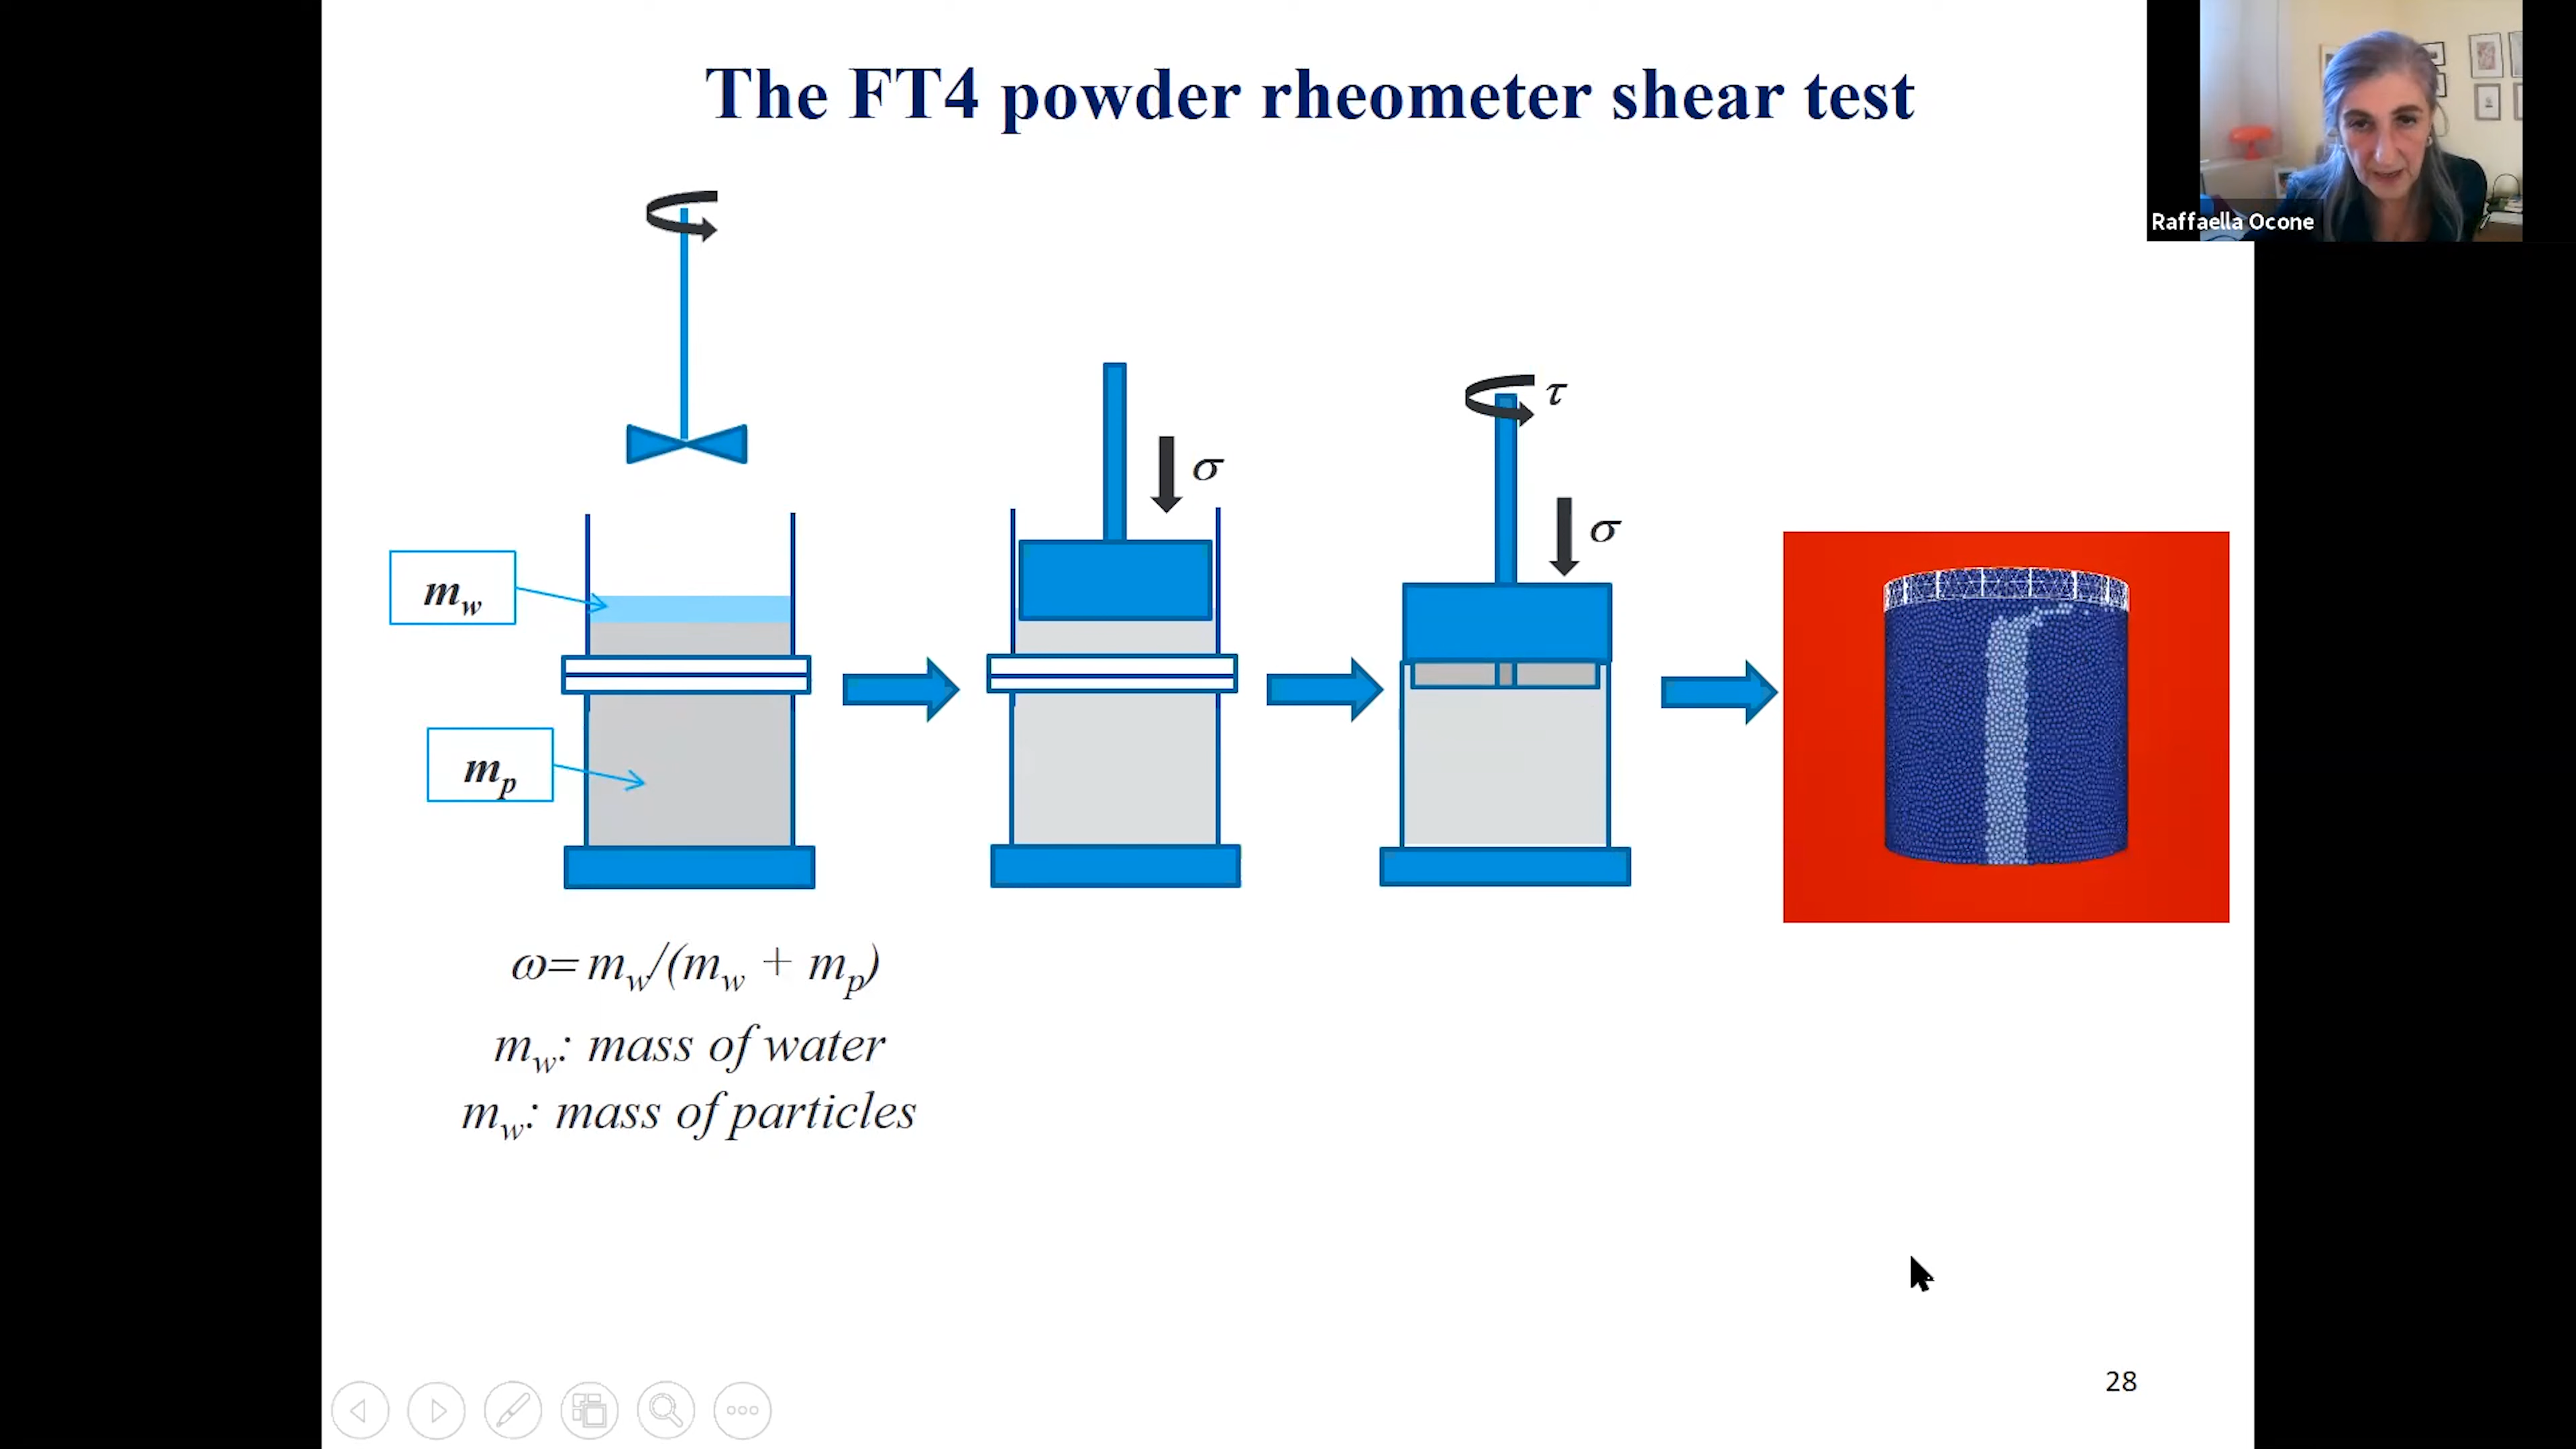 The FT4 powder rheometer shear test
Raffaella Ocone
τ
σ
σ
m_w
m_p
ω= m_w/(m_w + m_p)
m_w: mass of water
m_w: mass of particles
28